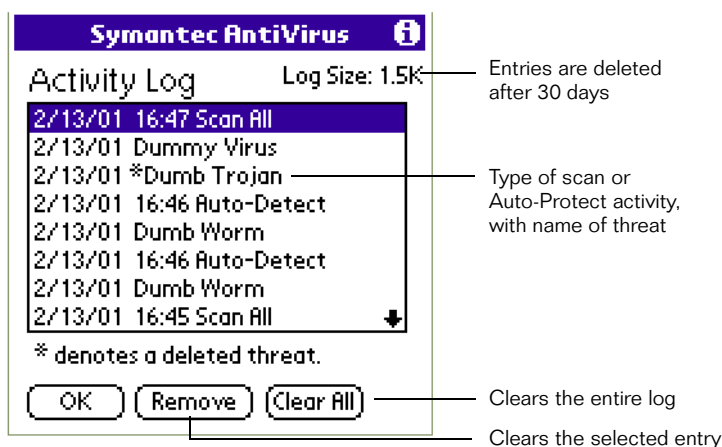 Symantec AntiVirus i
Activity Log Log Size: 1.5K
2/13/01 16:47 Scan All
2/13/01 Dummy Virus
2/13/01 *Dumb Trojan
2/13/01 16:46 Auto-Detect
2/13/01 Dumb Worm
2/13/01 16:46 Auto-Detect
2/13/01 Dumb Worm
2/13/01 16:45 Scan All
* denotes a deleted threat.
OK Remove Clear All
Entries are deleted
after 30 days
Type of scan or
Auto-Protect activity,
with name of threat
Clears the entire log
Clears the selected entry